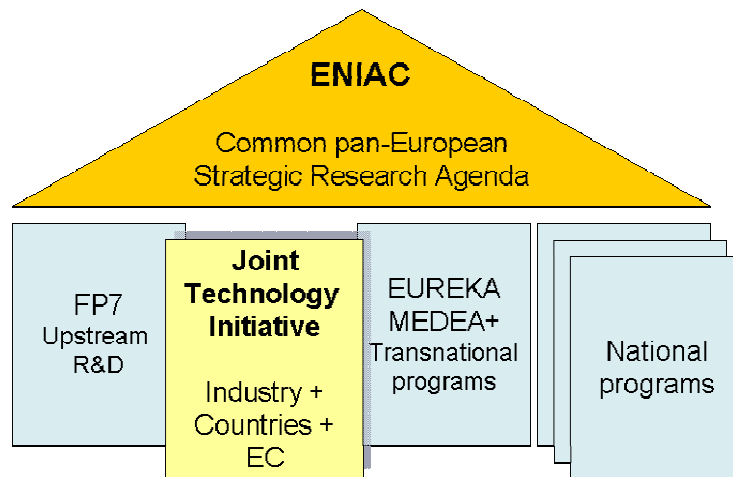 ENIAC
Common pan-European
Strategic Research Agenda
FP7
Upstream
R&D
Joint
Technology
Initiative
Industry +
Countries +
EC
EUREKA
MEDEA+
Transnational
programs
National
programs